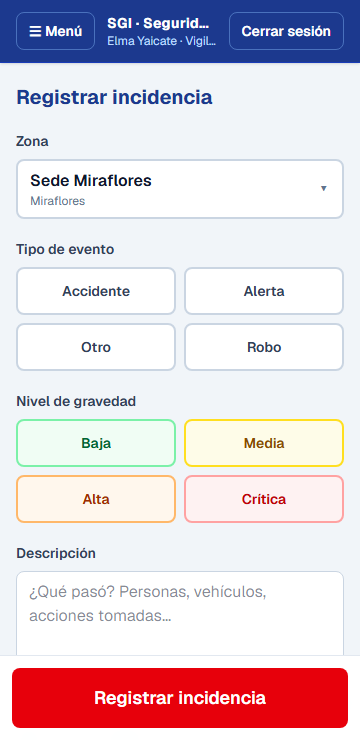 ☰ Menú
SGI · Segurid...
Elma Yaicate · Vigil...
Cerrar sesión
Registrar incidencia
Zona
Sede Miraflores
Miraflores
Tipo de evento
Accidente
Alerta
Otro
Robo
Nivel de gravedad
Baja
Media
Alta
Crítica
Descripción
¿Qué pasó? Personas, vehículos,
acciones tomadas...
Registrar incidencia